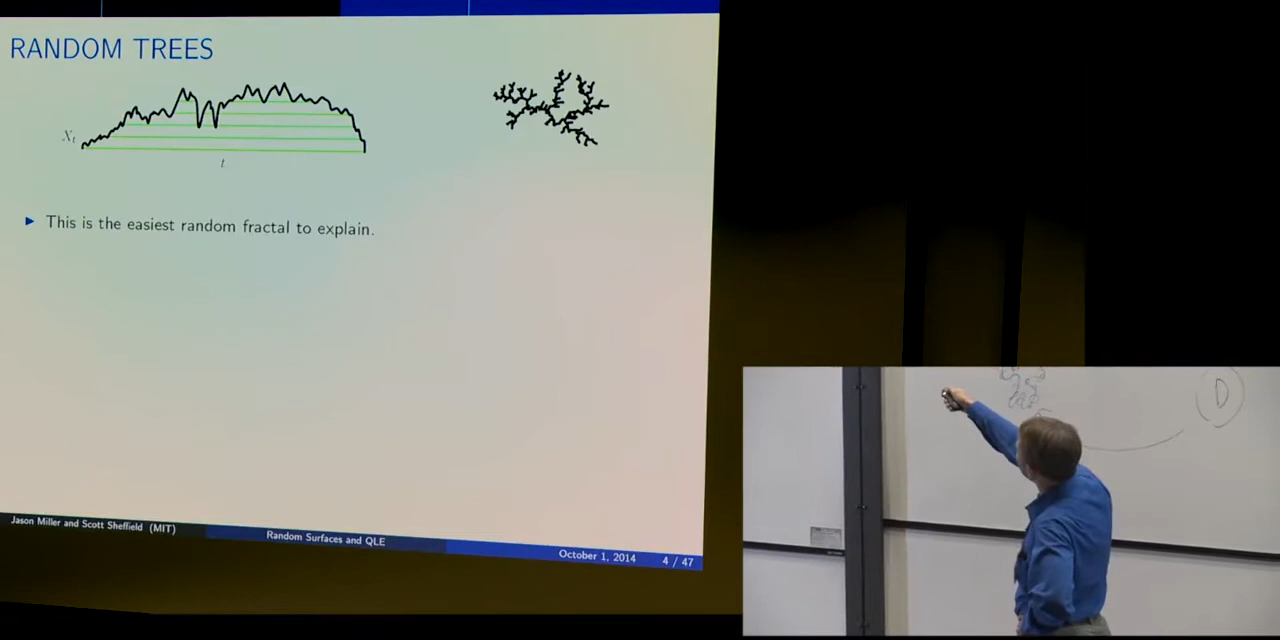 RANDOM TREES
X_t
t
► This is the easiest random fractal to explain.
Jason Miller and Scott Sheffield (MIT)
Random Surfaces and QLE
October 1, 2014
4 / 47
D